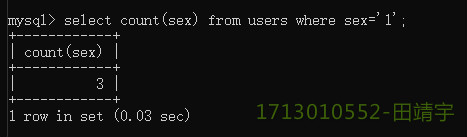 mysql> select count(sex) from users where sex='1';
+------------+
| count(sex) |
+------------+
|          3 |
+------------+
1 row in set (0.03 sec)
1713010552-田靖宇